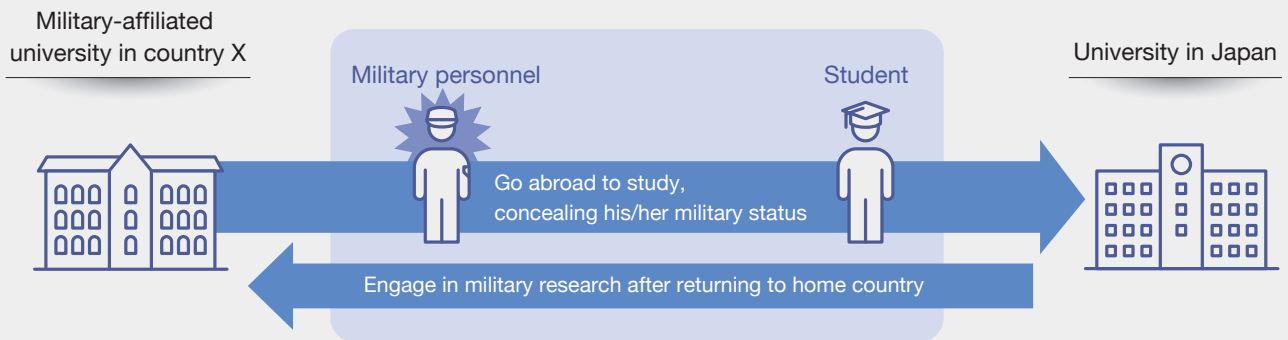 Military-affiliated
university in country X
Military personnel
Student
University in Japan
Go abroad to study,
concealing his/her military status
Engage in military research after returning to home country